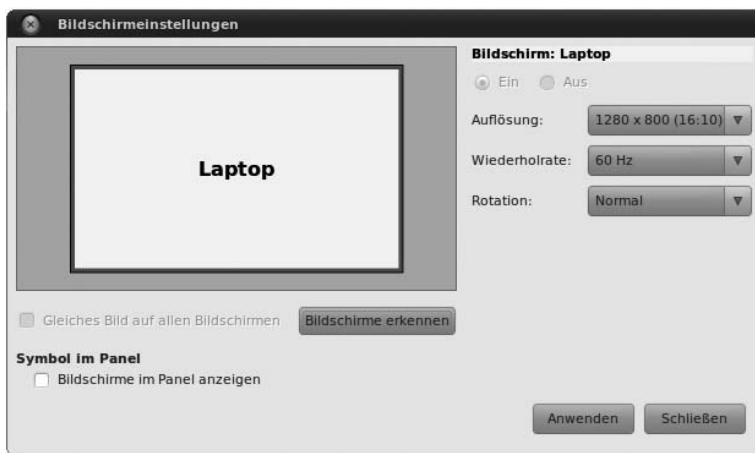 Bildschirmeinstellungen
Laptop
Bildschirm: Laptop
Ein Aus
Auflösung: 1280 x 800 (16:10)
Wiederholrate: 60 Hz
Rotation: Normal
Gleiches Bild auf allen Bildschirmen Bildschirme erkennen
Symbol im Panel
Bildschirme im Panel anzeigen
Anwenden Schließen